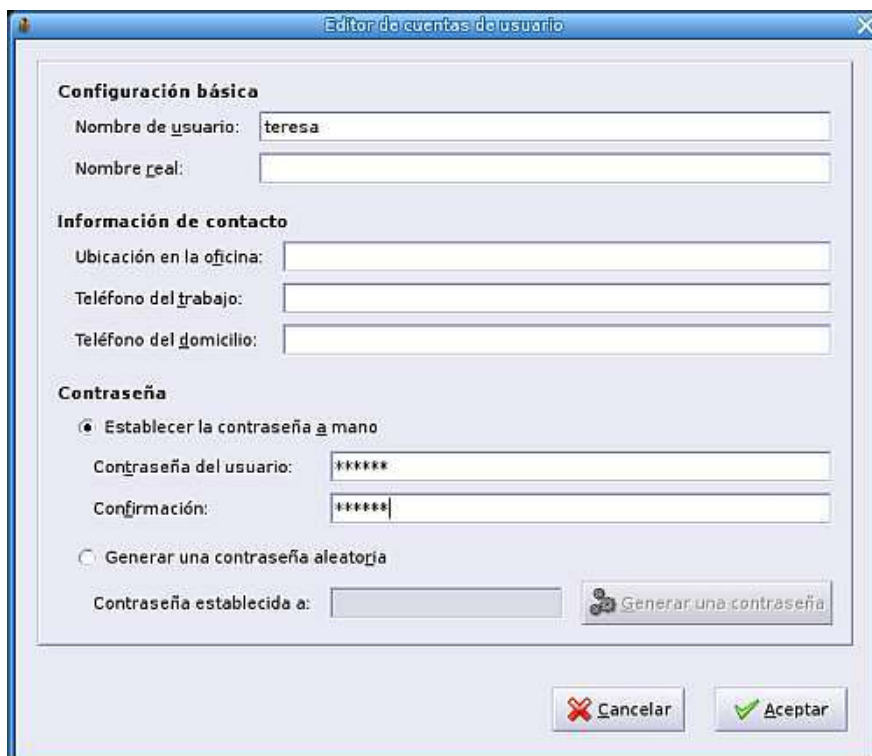 Editor de cuentas de usuario
Configuración básica
Nombre de usuario: teresa
Nombre real:
Información de contacto
Ubicación en la oficina:
Teléfono del trabajo:
Teléfono del domicilio:
Contraseña
Establecer la contraseña a mano
Contraseña del usuario: ******
Confirmación: ******
Generar una contraseña aleatoria
Contraseña establecida a: Generar una contraseña
Cancelar Aceptar